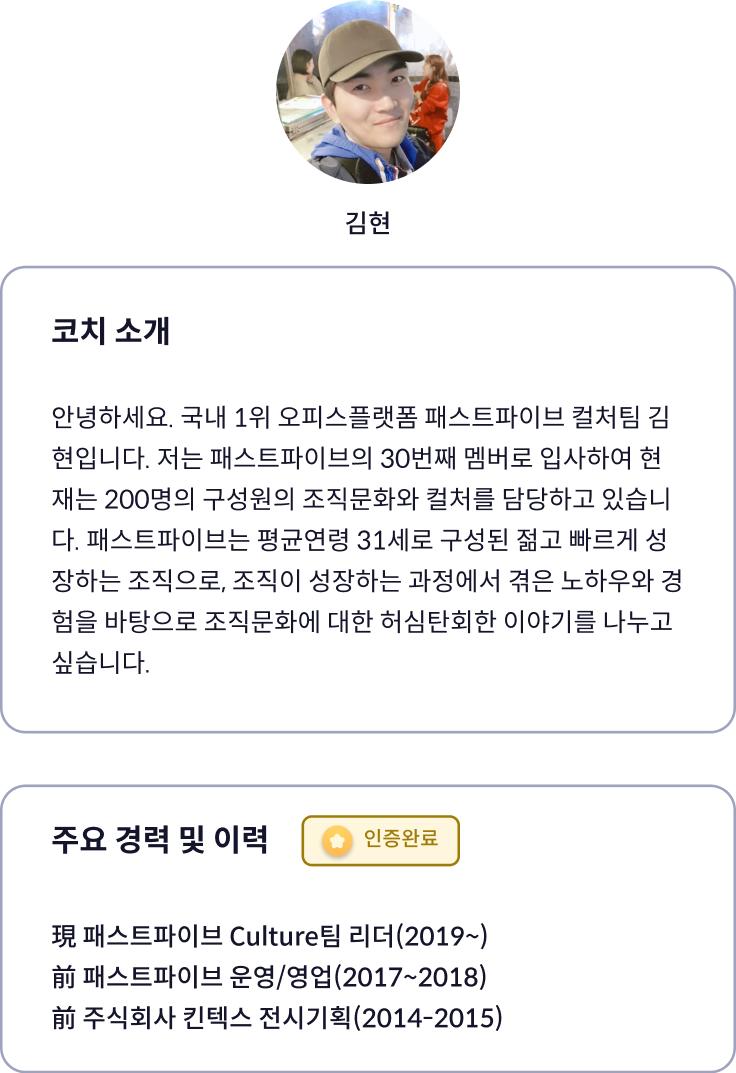 김현
코치 소개
안녕하세요. 국내 1위 오피스플랫폼 패스트파이브 컬처팀 김
현입니다. 저는 패스트파이브의 30번째 멤버로 입사하여 현
재는 200명의 구성원의 조직문화와 컬처를 담당하고 있습니
다. 패스트파이브는 평균연령 31세로 구성된 젊고 빠르게 성
장하는 조직으로, 조직이 성장하는 과정에서 겪은 노하우와 경
험을 바탕으로 조직문화에 대한 허심탄회한 이야기를 나누고
싶습니다.
주요 경력 및 이력 인증완료
現 패스트파이브 Culture팀 리더(2019~)
前 패스트파이브 운영/영업(2017~2018)
前 주식회사 킨텍스 전시기획(2014-2015)